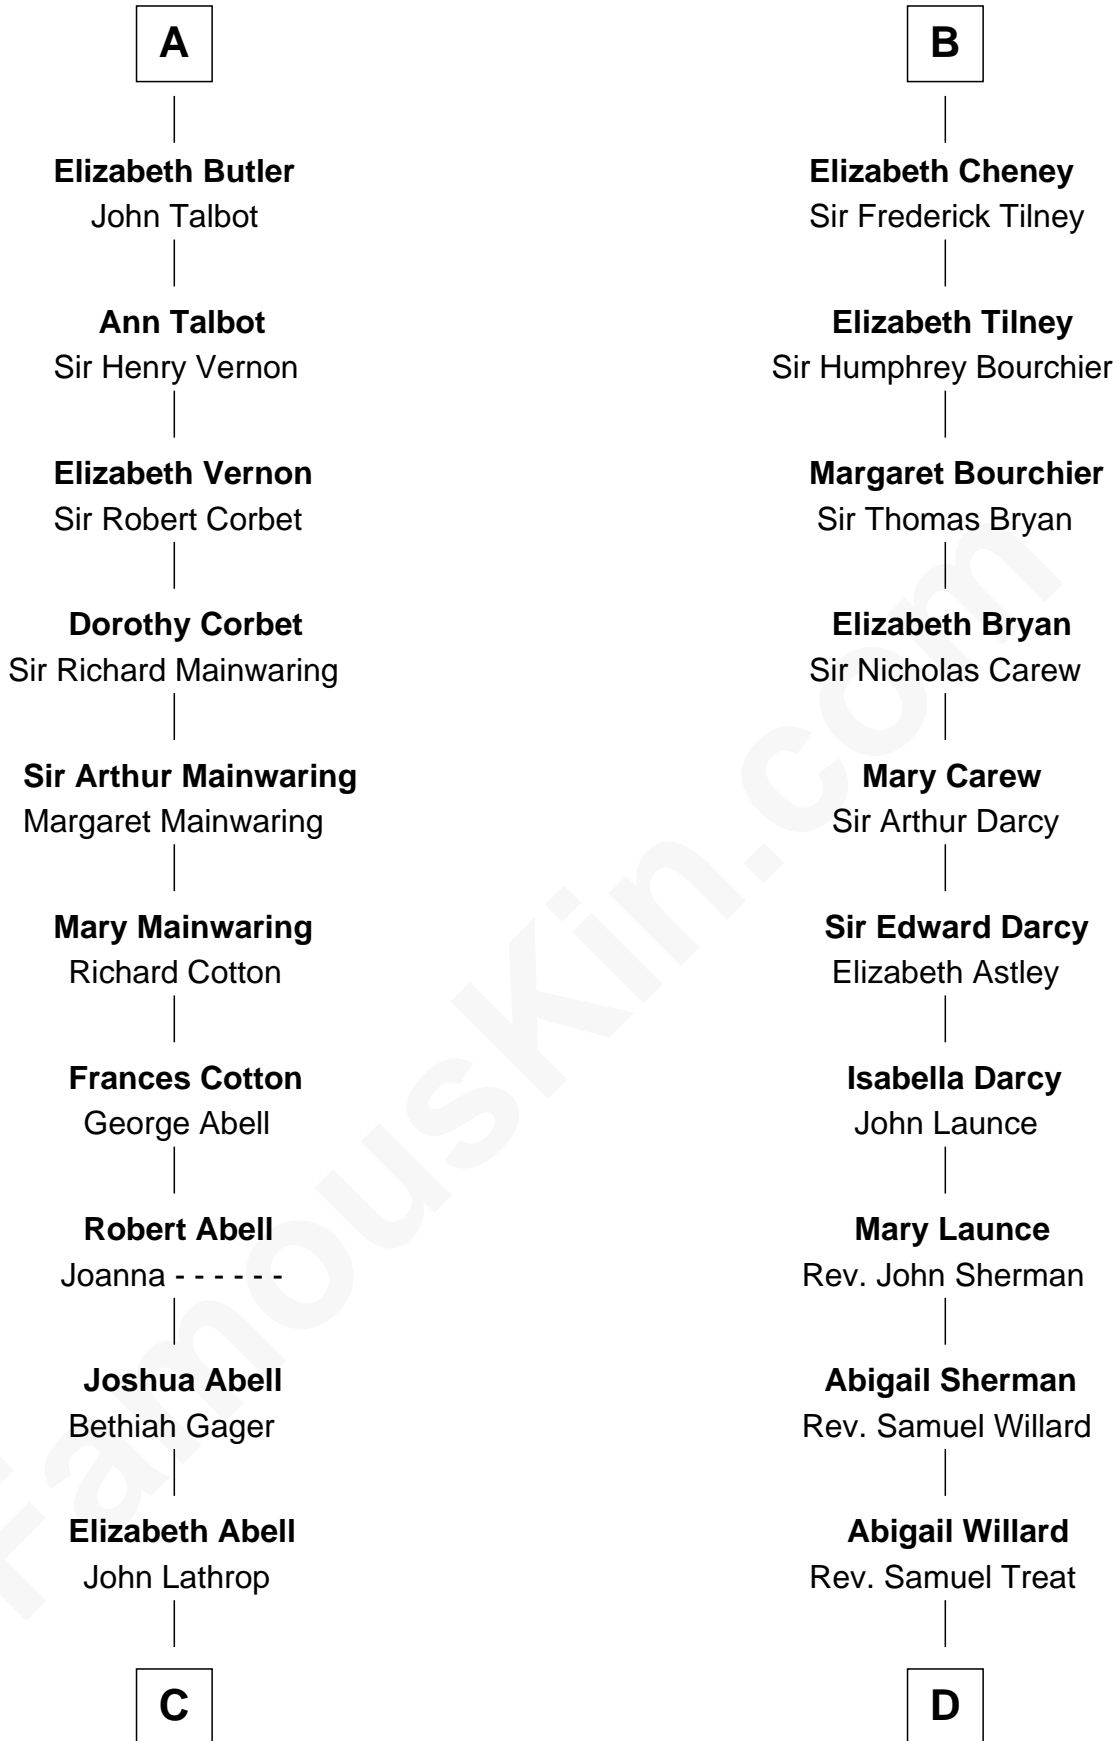 A
Elizabeth Butler
John Talbot
Ann Talbot
Sir Henry Vernon
Elizabeth Vernon
Sir Robert Corbet
Dorothy Corbet
Sir Richard Mainwaring
Sir Arthur Mainwaring
Margaret Mainwaring
Mary Mainwaring
Richard Cotton
Frances Cotton
George Abell
Robert Abell
Joanna - - - - - -
Joshua Abell
Bethiah Gager
Elizabeth Abell
John Lathrop
C
B
Elizabeth Cheney
Sir Frederick Tilney
Elizabeth Tilney
Sir Humphrey Bourchier
Margaret Bourchier
Sir Thomas Bryan
Elizabeth Bryan
Sir Nicholas Carew
Mary Carew
Sir Arthur Darcy
Sir Edward Darcy
Elizabeth Astley
Isabella Darcy
John Launce
Mary Launce
Rev. John Sherman
Abigail Sherman
Rev. Samuel Willard
Abigail Willard
Rev. Samuel Treat
D
FamousKin.com